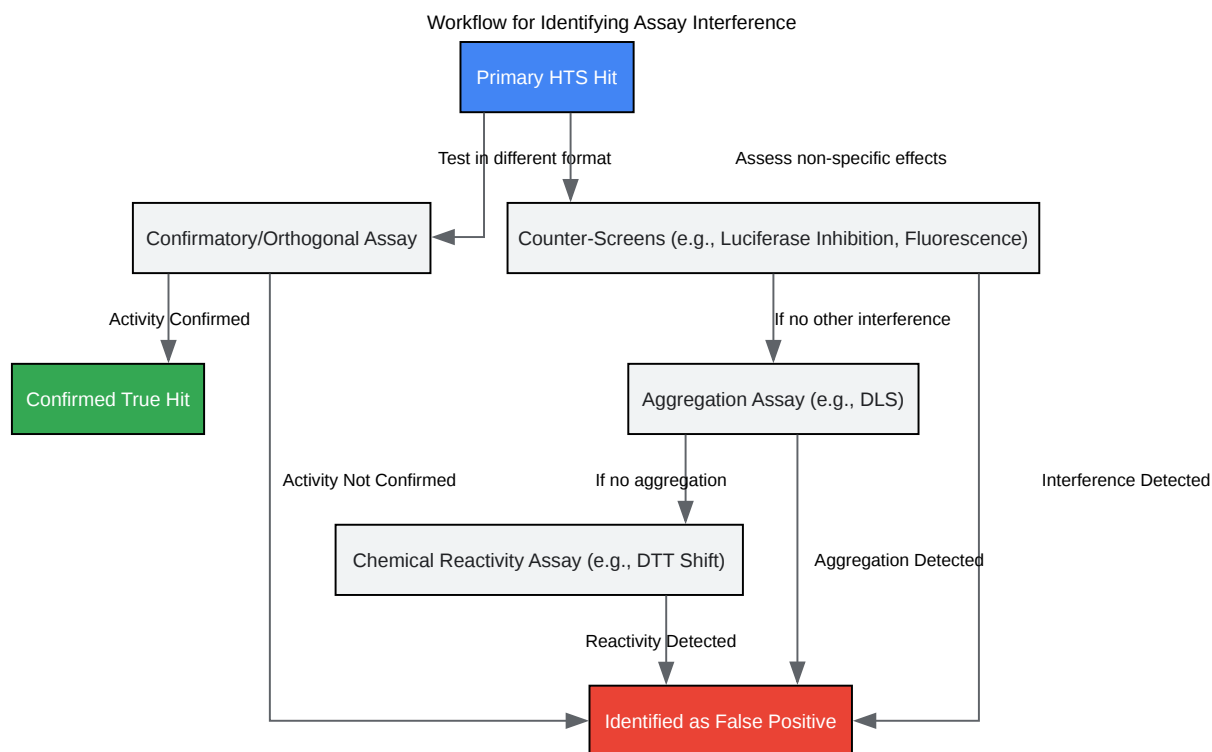 Workflow for Identifying Assay Interference
Primary HTS Hit
Test in different format
Assess non-specific effects
Confirmatory/Orthogonal Assay
Counter-Screens (e.g., Luciferase Inhibition, Fluorescence)
Activity Confirmed
If no other interference
Confirmed True Hit
Aggregation Assay (e.g., DLS)
Activity Not Confirmed
If no aggregation
Interference Detected
Chemical Reactivity Assay (e.g., DTT Shift)
Aggregation Detected
Reactivity Detected
Identified as False Positive